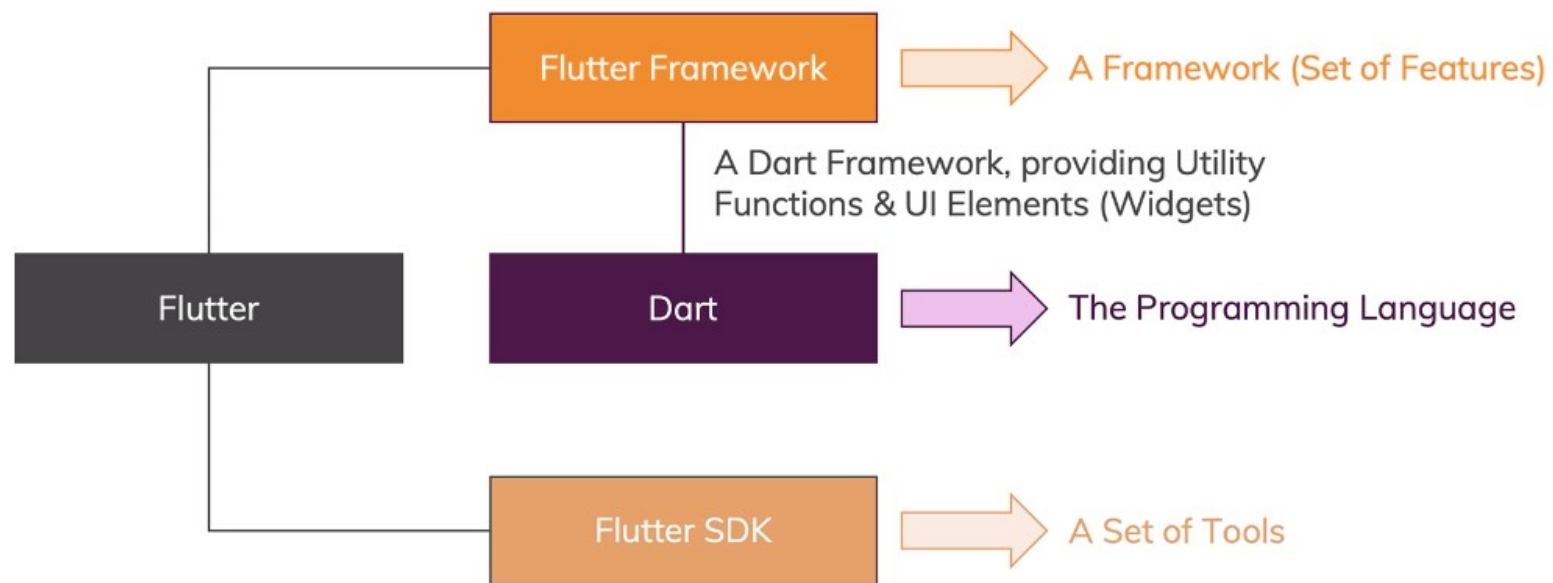 Flutter Framework
A Framework (Set of Features)
A Dart Framework, providing Utility
Functions & UI Elements (Widgets)
Flutter
Dart
The Programming Language
Flutter SDK
A Set of Tools